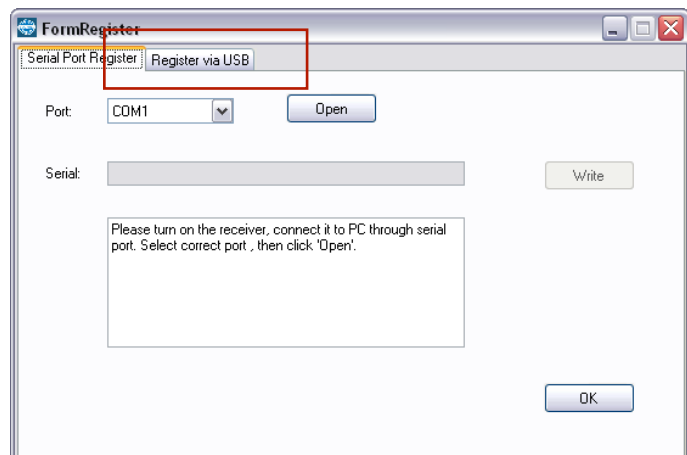 FormRegister
Serial Port Register Register via USB
Port: COM1 Open
Serial: Write
Please turn on the receiver, connect it to PC through serial
port. Select correct port , then click 'Open'.
OK